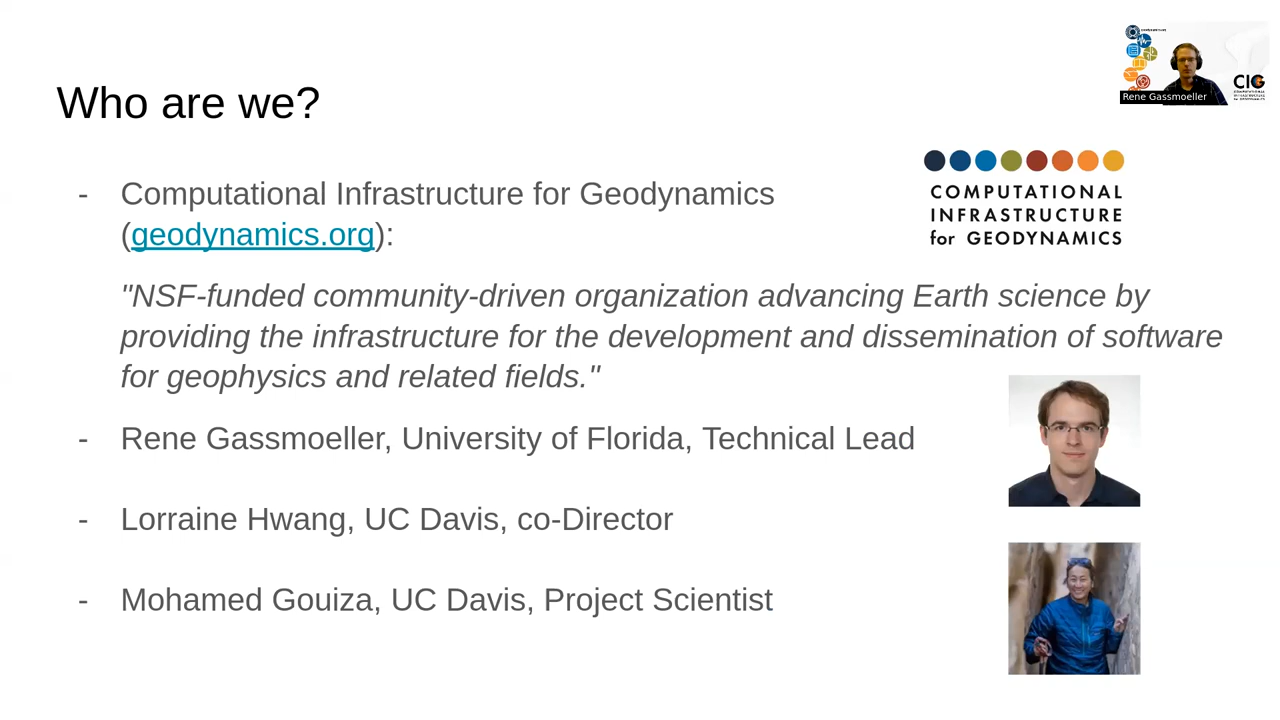 Who are we?
Rene Gassmoeller
CIG
- Computational Infrastructure for Geodynamics
(geodynamics.org):
COMPUTATIONAL
INFRASTRUCTURE
for GEODYNAMICS
"NSF-funded community-driven organization advancing Earth science by
providing the infrastructure for the development and dissemination of software
for geophysics and related fields."
- Rene Gassmoeller, University of Florida, Technical Lead
- Lorraine Hwang, UC Davis, co-Director
- Mohamed Gouiza, UC Davis, Project Scientist